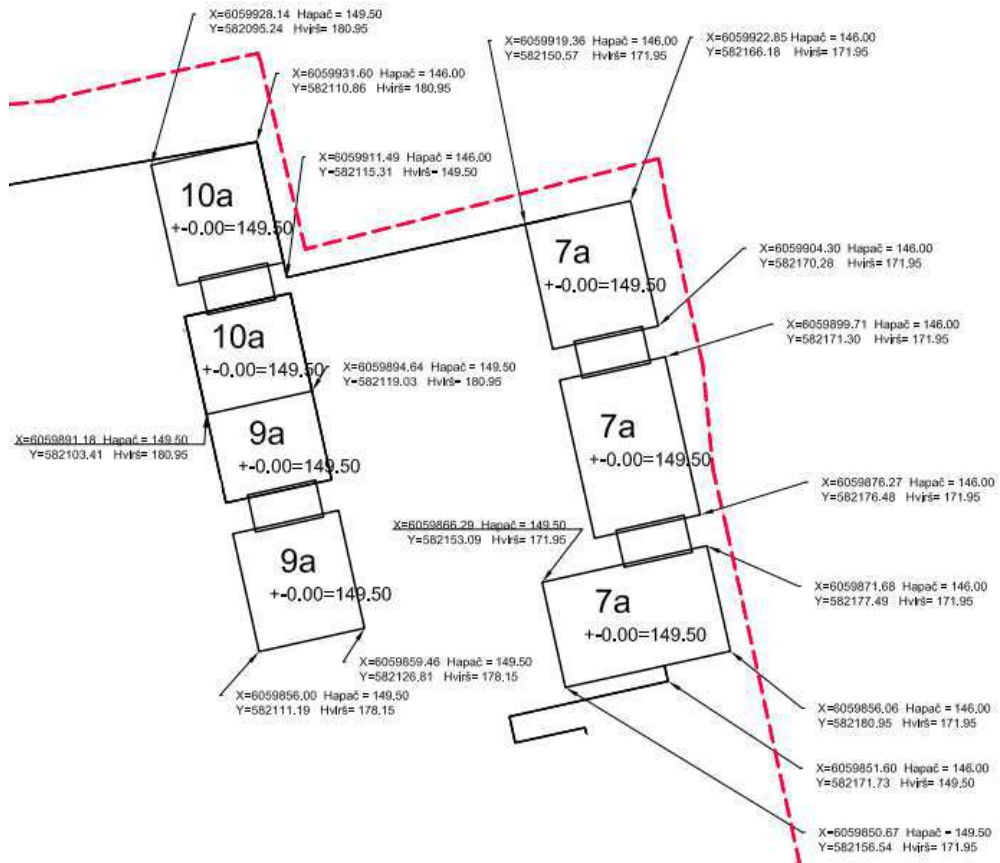 X=6059928.14 Hapač = 149.50
Y=582095.24 Hvirš= 180.95
X=6059919.36 Hapač = 146.00
Y=582150.57 Hvirš= 171.95
X=6059922.85 Hapač = 146.00
Y=582166.18 Hvirš= 171.95
X=6059931.60 Hapač = 146.00
Y=582110.86 Hvirš= 180.95
X=6059911.49 Hapač = 146.00
Y=582115.31 Hvirš= 149.50
10a
+-0.00=149.50
7a
+-0.00=149.50
X=6059904.30 Hapač = 146.00
Y=582170.28 Hvirš= 171.95
10a
+-0.00=149.50
X=6059899.71 Hapač = 146.00
Y=582171.30 Hvirš= 171.95
X=6059894.64 Hapač = 149.50
Y=582119.03 Hvirš= 180.95
X=6059891.18 Hapač = 149.50
Y=582103.41 Hvirš= 180.95
9a
+-0.00=149.50
7a
+-0.00=149.50
X=6059876.27 Hapač = 146.00
Y=582176.48 Hvirš= 171.95
X=6059866.29 Hapač = 149.50
Y=582153.09 Hvirš= 171.95
9a
+-0.00=149.50
7a
+-0.00=149.50
X=6059871.68 Hapač = 146.00
Y=582177.49 Hvirš= 171.95
X=6059859.46 Hapač = 149.50
Y=582126.81 Hvirš= 178.15
X=6059856.00 Hapač = 149.50
Y=582111.19 Hvirš= 178.15
X=6059856.06 Hapač = 146.00
Y=582180.95 Hvirš= 171.95
X=6059851.60 Hapač = 146.00
Y=582171.73 Hvirš= 149.50
X=6059850.67 Hapač = 149.50
Y=582156.54 Hvirš= 171.95